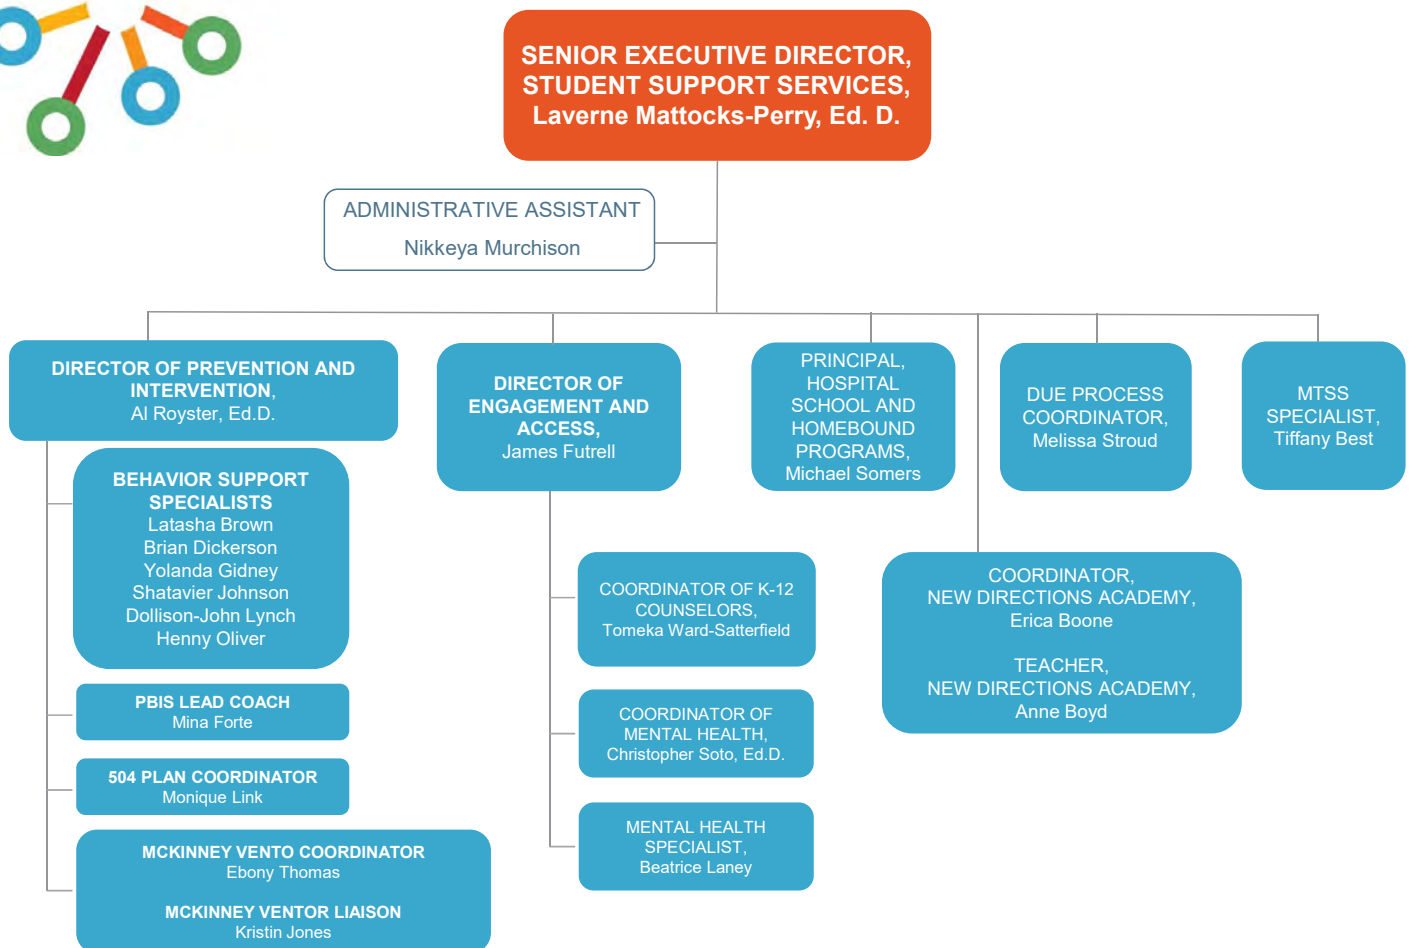 SENIOR EXECUTIVE DIRECTOR,
STUDENT SUPPORT SERVICES,
Laverne Mattocks-Perry, Ed. D.
ADMINISTRATIVE ASSISTANT
Nikkeya Murchison
DIRECTOR OF PREVENTION AND
INTERVENTION,
Al Royster, Ed.D.
BEHAVIOR SUPPORT
SPECIALISTS
Latasha Brown
Brian Dickerson
Yolanda Gidney
Shatavier Johnson
Dollison-John Lynch
Henny Oliver
PBIS LEAD COACH
Mina Forte
504 PLAN COORDINATOR
Monique Link
MCKINNEY VENTO COORDINATOR
Ebony Thomas
MCKINNEY VENTOR LIAISON
Kristin Jones
DIRECTOR OF
ENGAGEMENT AND
ACCESS,
James Futrell
COORDINATOR OF K-12
COUNSELORS,
Tomeka Ward-Satterfield
COORDINATOR OF
MENTAL HEALTH,
Christopher Soto, Ed.D.
MENTAL HEALTH
SPECIALIST,
Beatrice Laney
PRINCIPAL,
HOSPITAL
SCHOOL AND
HOMEBOUND
PROGRAMS,
Michael Somers
COORDINATOR,
NEW DIRECTIONS ACADEMY,
Erica Boone
TEACHER,
NEW DIRECTIONS ACADEMY,
Anne Boyd
DUE PROCESS
COORDINATOR,
Melissa Stroud
MTSS
SPECIALIST,
Tiffany Best